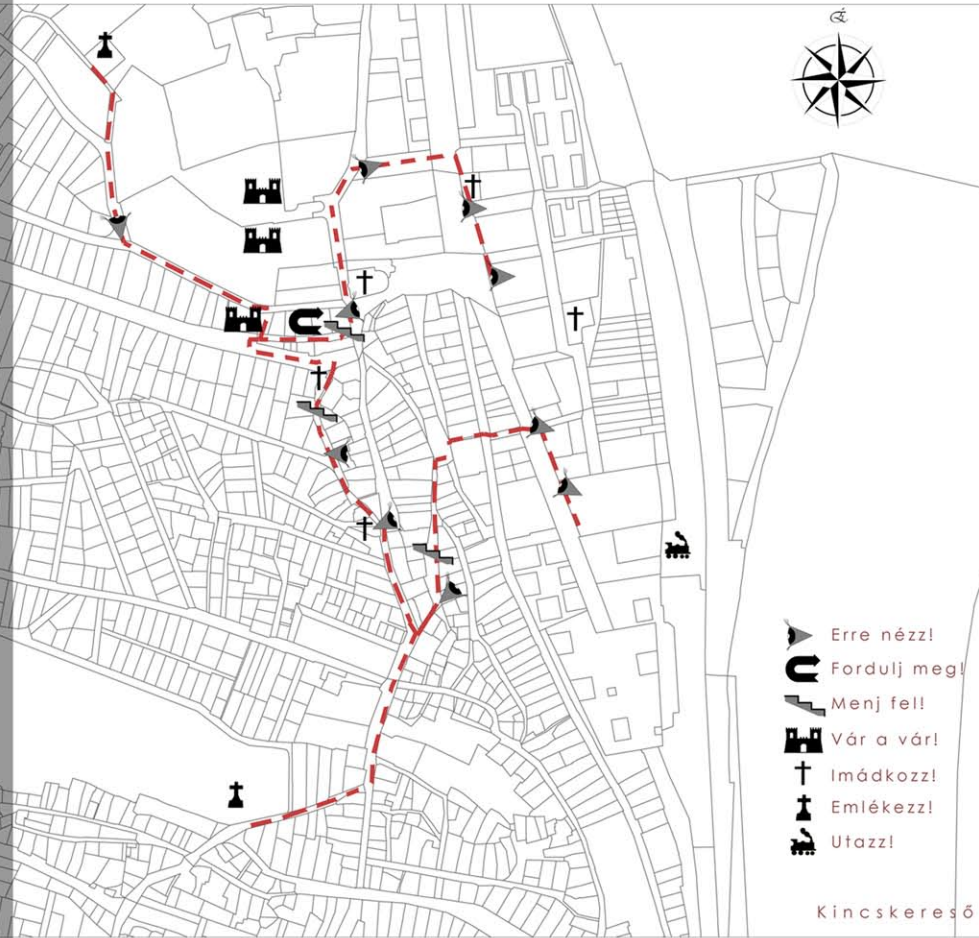 É
Erre nézz!
Fordulj meg!
Menj fel!
Vár a vár!
Imádkozz!
Emlékezz!
Utazz!
Kincskereső